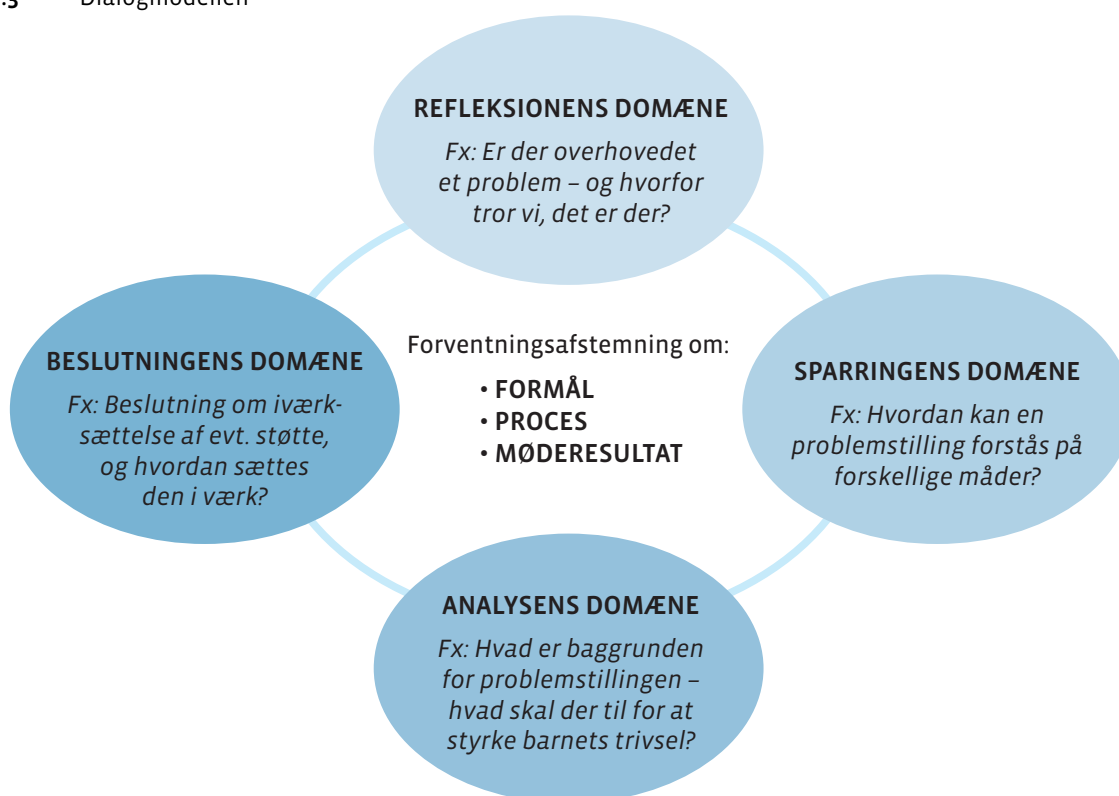 .3 Dialogmodellen
REFLEKSIONENS DOMÆNE
Fx: Er der overhovedet
et problem – og hvorfor
tror vi, det er der?
BESLUTNINGENS DOMÆNE
Fx: Beslutning om iværk-
sættelse af evt. støtte,
og hvordan sættes
den i værk?
Forventningsafstemning om:
• FORMÅL
• PROCES
• MØDERESULTAT
SPARRINGENS DOMÆNE
Fx: Hvordan kan en
problemstilling forstås på
forskellige måder?
ANALYSENS DOMÆNE
Fx: Hvad er baggrunden
for problemstillingen –
hvad skal der til for at
styrke barnets trivsel?